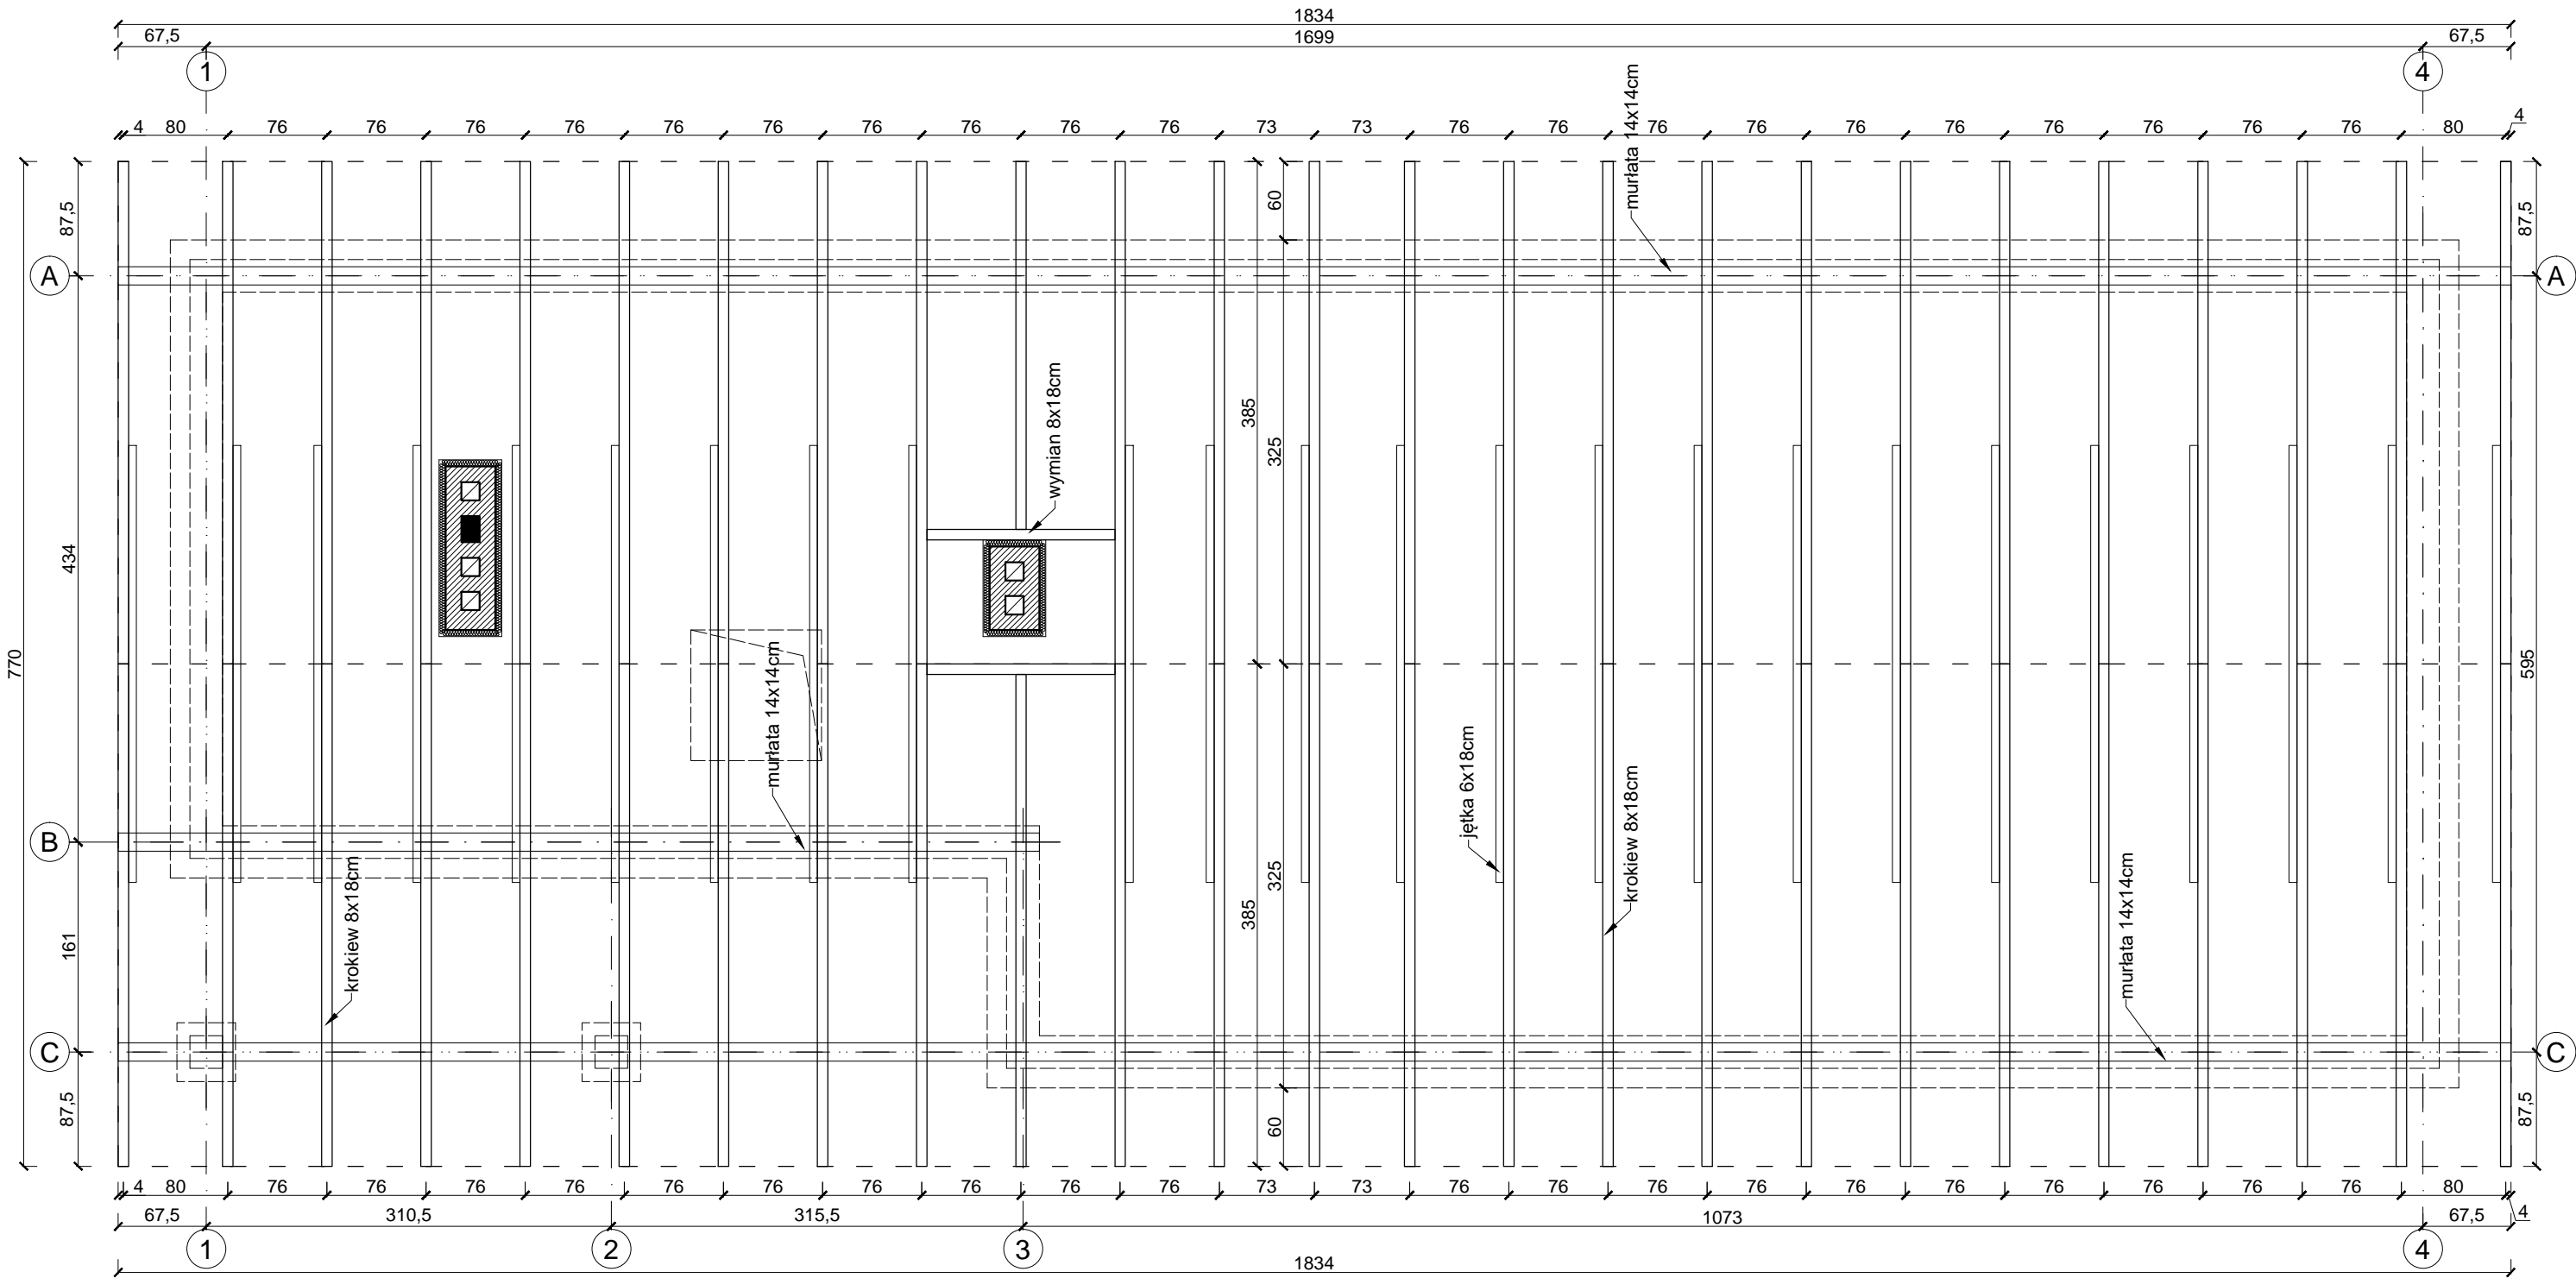 1834
67,5 1699 67,5
1 4
4 80 76 76 76 76 76 76 76 76 76 76 73 73 76 76 76 76 76 76 76 76 76 76 80 4
murłata 14x14cm
87,5 60 87,5
A A
wymian 8x18cm
385
325
434
770 595
murłata 14x14cm
jętka 6x18cm
krokiew 8x18cm
B
krokiew 8x18cm
325
385
murłata 14x14cm
161
C C
87,5 60 87,5
4 80 76 76 76 76 76 76 76 76 76 76 73 73 76 76 76 76 76 76 76 76 76 76 80 4
67,5 310,5 315,5 1073 67,5
1 2 3 4
1834